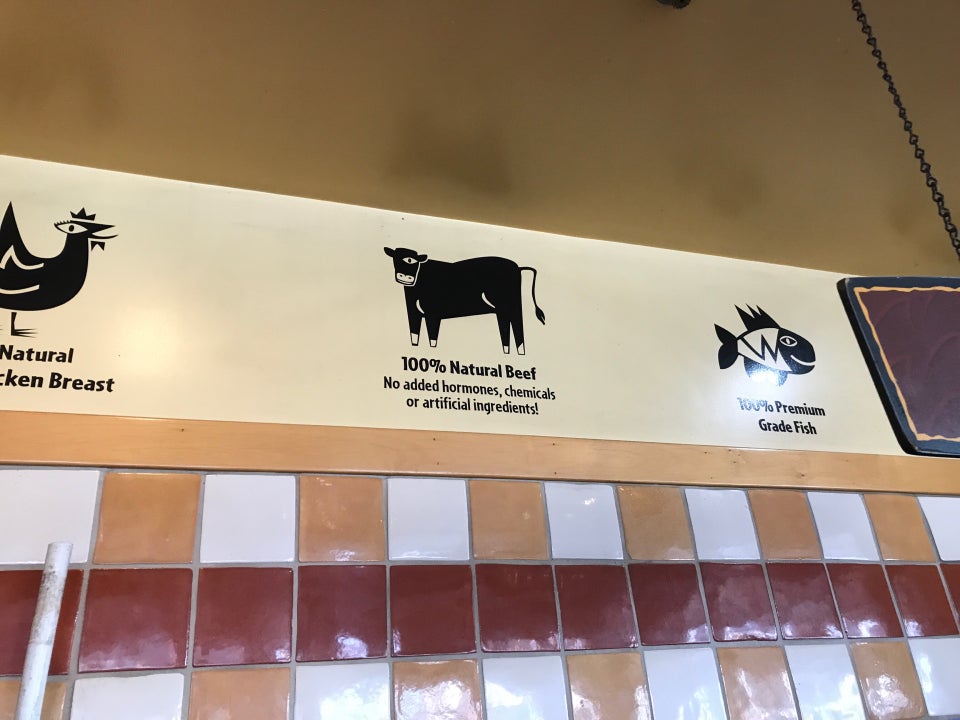 Natural
cken Breast
100% Natural Beef
No added hormones, chemicals
or artificial ingredients!
100% Premium
Grade Fish